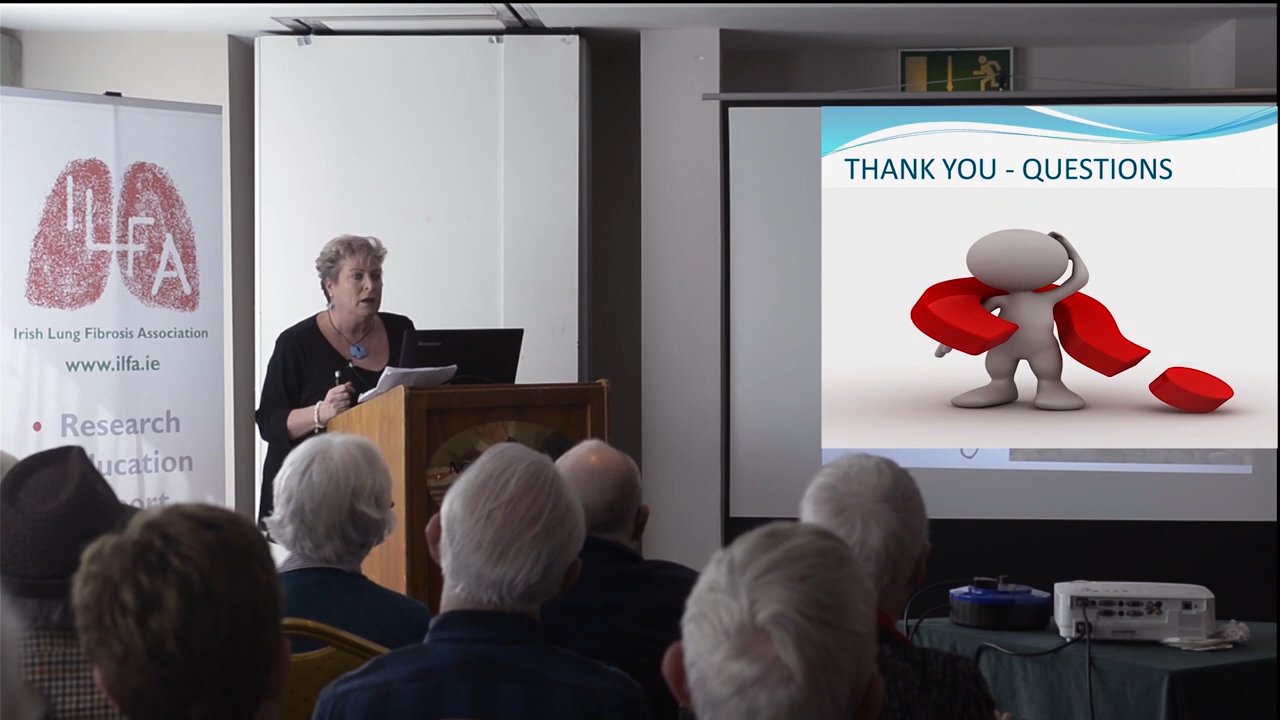 ILFA
Irish Lung Fibrosis Association
www.ilfa.ie
• Research
THANK YOU - QUESTIONS